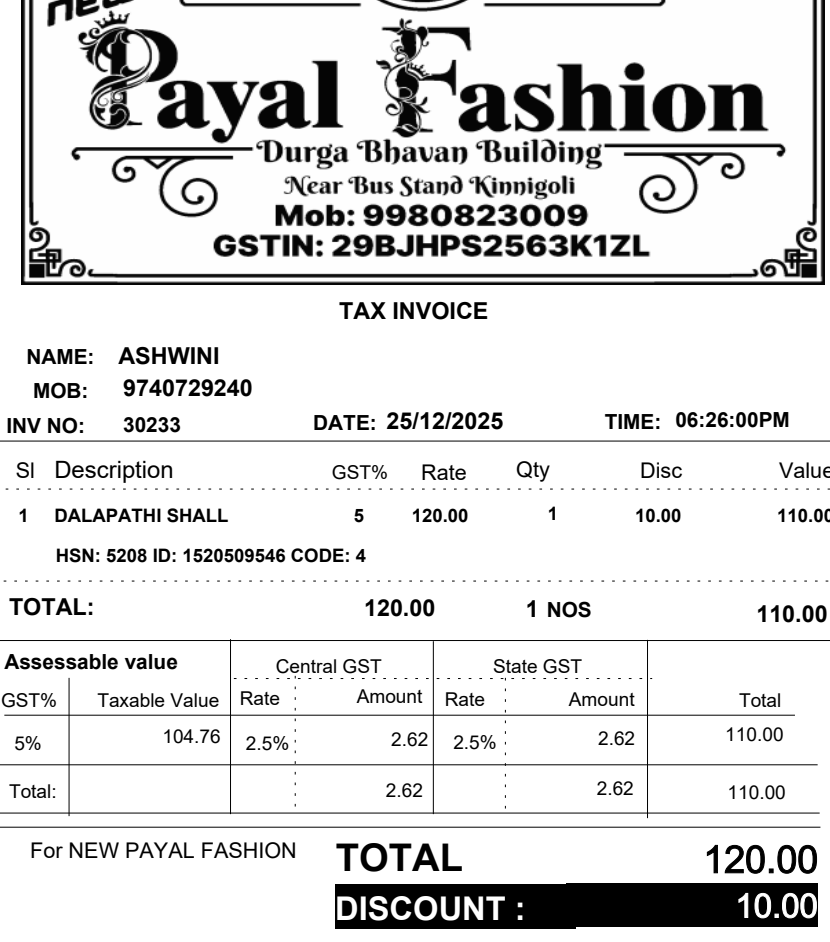 new
Payal Fashion
Durga Bhavan Building
Near Bus Stand Kinnigoli
Mob: 9980823009
GSTIN: 29BJHPS2563K1ZL
TAX INVOICE
NAME: ASHWINI
MOB: 9740729240
INV NO: 30233 DATE: 25/12/2025 TIME: 06:26:00PM
Sl Description GST% Rate Qty Disc Value
1 DALAPATHI SHALL 5 120.00 1 10.00 110.00
HSN: 5208 ID: 1520509546 CODE: 4
TOTAL: 120.00 1 NOS 110.00
Assessable value Central GST State GST
GST% Taxable Value Rate Amount Rate Amount Total
5% 104.76 2.5% 2.62 2.5% 2.62 110.00
Total: 2.62 2.62 110.00
For NEW PAYAL FASHION TOTAL 120.00
DISCOUNT : 10.00